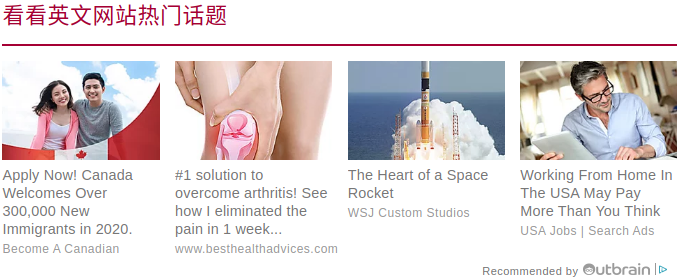 看看英文网站热门话题
Apply Now! Canada
Welcomes Over
300,000 New
Immigrants in 2020.
Become A Canadian
#1 solution to
overcome arthritis! See
how I eliminated the
pain in 1 week...
www.besthealthadvices.com
The Heart of a Space
Rocket
WSJ Custom Studios
Working From Home In
The USA May Pay
More Than You Think
USA Jobs | Search Ads
Recommended by Outbrain